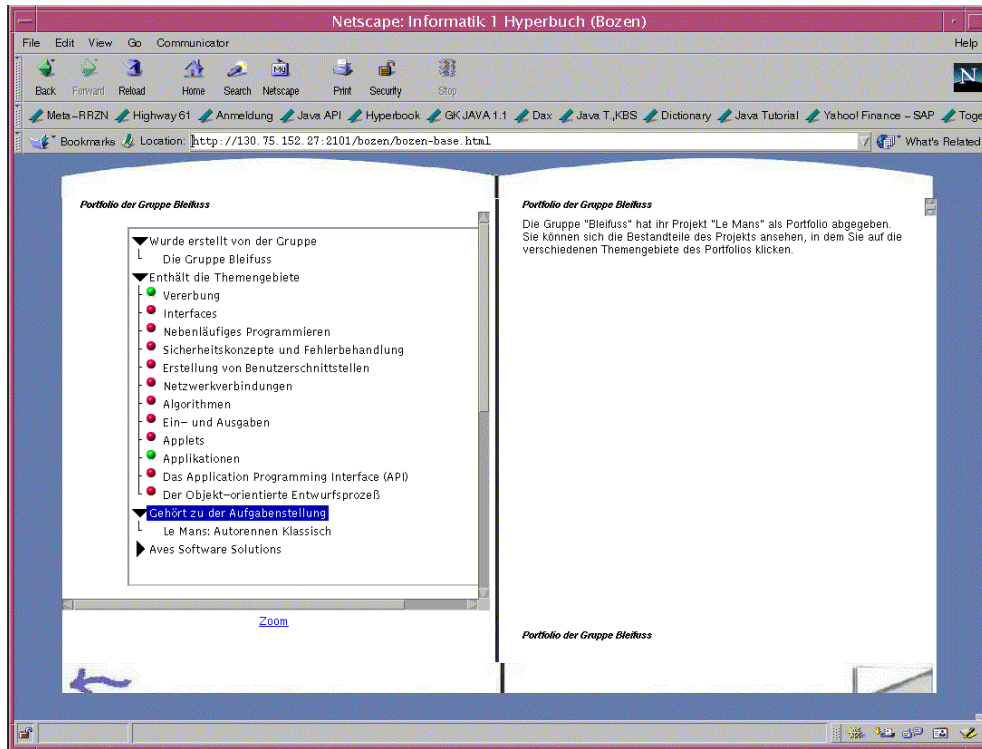 Netscape: Informatik 1 Hyperbuch (Bozen)
File Edit View Go Communicator Help
Back Forward Reload Home Search Netscape Print Security Stop
My
N
Meta-RRZN Highway 61 Anmeldung Java API Hyperbook GK JAVA 1.1 Dax Java T.,KBS Dictionary Java Tutorial Yahoo! Finance - SAP Toge
Bookmarks Location: http://130.75.152.27:2101/bozen/bozen-base.html What's Related
Portfolio der Gruppe Bleifuss
Wurde erstellt von der Gruppe
Die Gruppe Bleifuss
Enthält die Themengebiete
Vererbung
Interfaces
Nebenläufiges Programmieren
Sicherheitskonzepte und Fehlerbehandlung
Erstellung von Benutzerschnittstellen
Netzwerkverbindungen
Algorithmen
Ein- und Ausgaben
Applets
Applikationen
Das Application Programming Interface (API)
Der Objekt-orientierte Entwurfsprozeß
Gehört zu der Aufgabenstellung
Le Mans: Autorennen Klassisch
Aves Software Solutions
Zoom
Portfolio der Gruppe Bleifuss
Die Gruppe "Bleifuss" hat ihr Projekt "Le Mans" als Portfolio abgegeben.
Sie können sich die Bestandteile des Projekts ansehen, in dem Sie auf die
verschiedenen Themengebiete des Portfolios klicken.
Portfolio der Gruppe Bleifuss